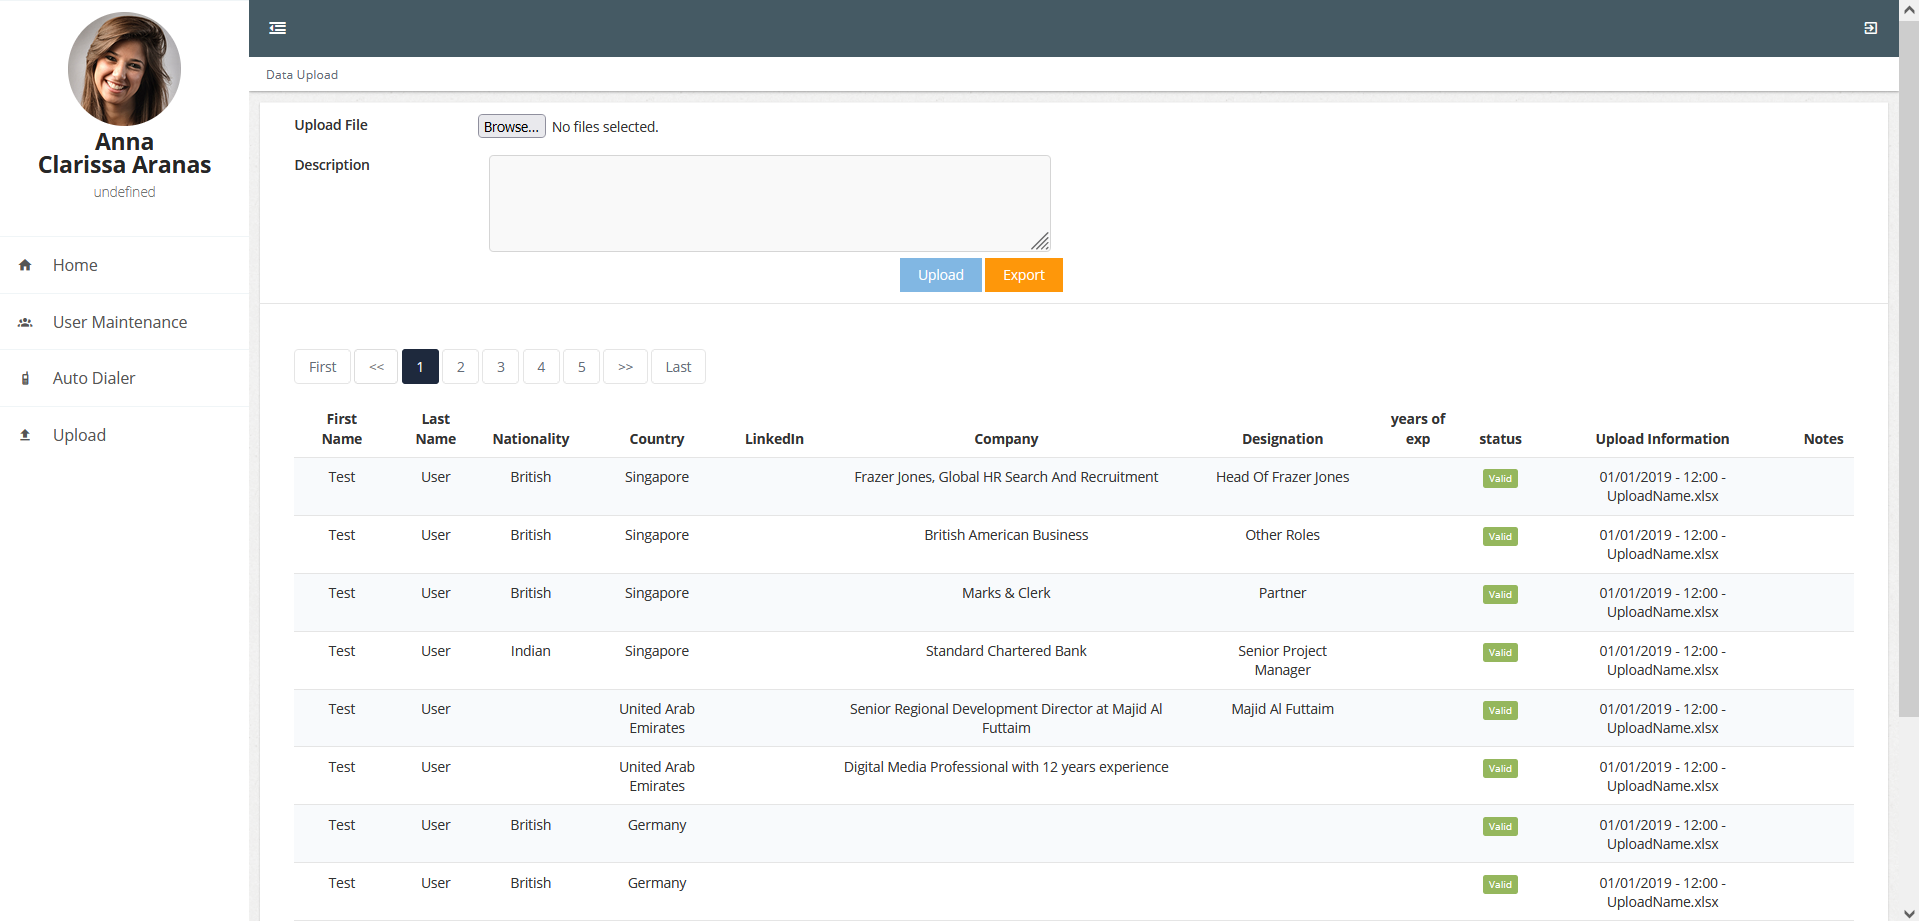 Anna
Clarissa Aranas
undefined
Home
User Maintenance
Auto Dialer
Upload
Data Upload
Upload File Browse... No files selected.
Description
Upload Export
First << 1 2 3 4 5 >> Last
First Name Last Name Nationality Country LinkedIn Company Designation years of exp status Upload Information Notes
Test User British Singapore Frazer Jones, Global HR Search And Recruitment Head Of Frazer Jones Valid 01/01/2019 - 12:00 -
UploadName.xlsx
Test User British Singapore British American Business Other Roles Valid 01/01/2019 - 12:00 -
UploadName.xlsx
Test User British Singapore Marks & Clerk Partner Valid 01/01/2019 - 12:00 -
UploadName.xlsx
Test User Indian Singapore Standard Chartered Bank Senior Project Valid 01/01/2019 - 12:00 -
Manager UploadName.xlsx
Test User United Arab Senior Regional Development Director at Majid Al Majid Al Futtaim Valid 01/01/2019 - 12:00 -
Emirates Futtaim UploadName.xlsx
Test User United Arab Digital Media Professional with 12 years experience Valid 01/01/2019 - 12:00 -
Emirates UploadName.xlsx
Test User British Germany Valid 01/01/2019 - 12:00 -
UploadName.xlsx
Test User British Germany Valid 01/01/2019 - 12:00 -
UploadName.xlsx